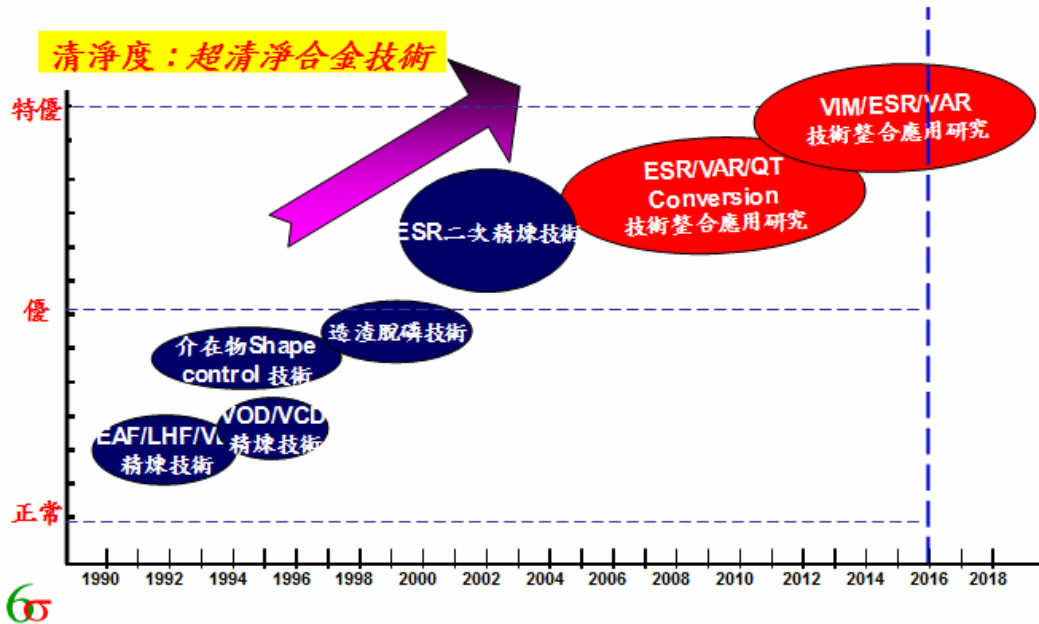 清淨度：超清淨合金技術
特優
VIM/ESR/VAR
技術整合應用研究
ESR/VAR/QT
Conversion
技術整合應用研究
ESR二次精煉技術
優
造渣脫磷技術
介在物Shape
control 技術
VOD/VCD
精煉技術
EAF/LHF/V
精煉技術
正常
1990 1992 1994 1996 1998 2000 2002 2004 2006 2008 2010 2012 2014 2016 2018
6σ